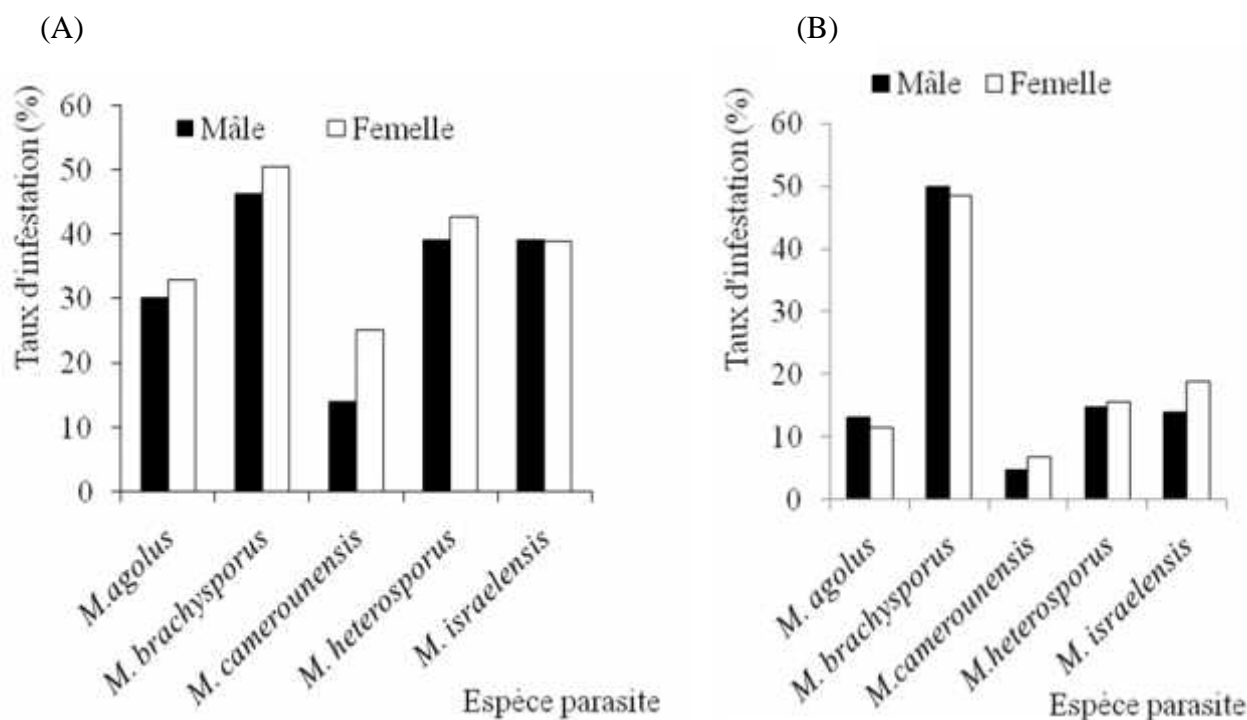 (A)
Taux d'infestation (%)
60
50
40
30
20
10
0
Mâle
Femelle
M.agolus
M. brachysporus
M. camerounensis
M. heterosporus
M. israelensis
Espèce parasite
(B)
Taux d'infestation (%)
60
50
40
30
20
10
0
Mâle
Femelle
M. agolus
M. brachysporus
M.camerounensis
M.heterosporus
M. israelensis
Espèce parasite